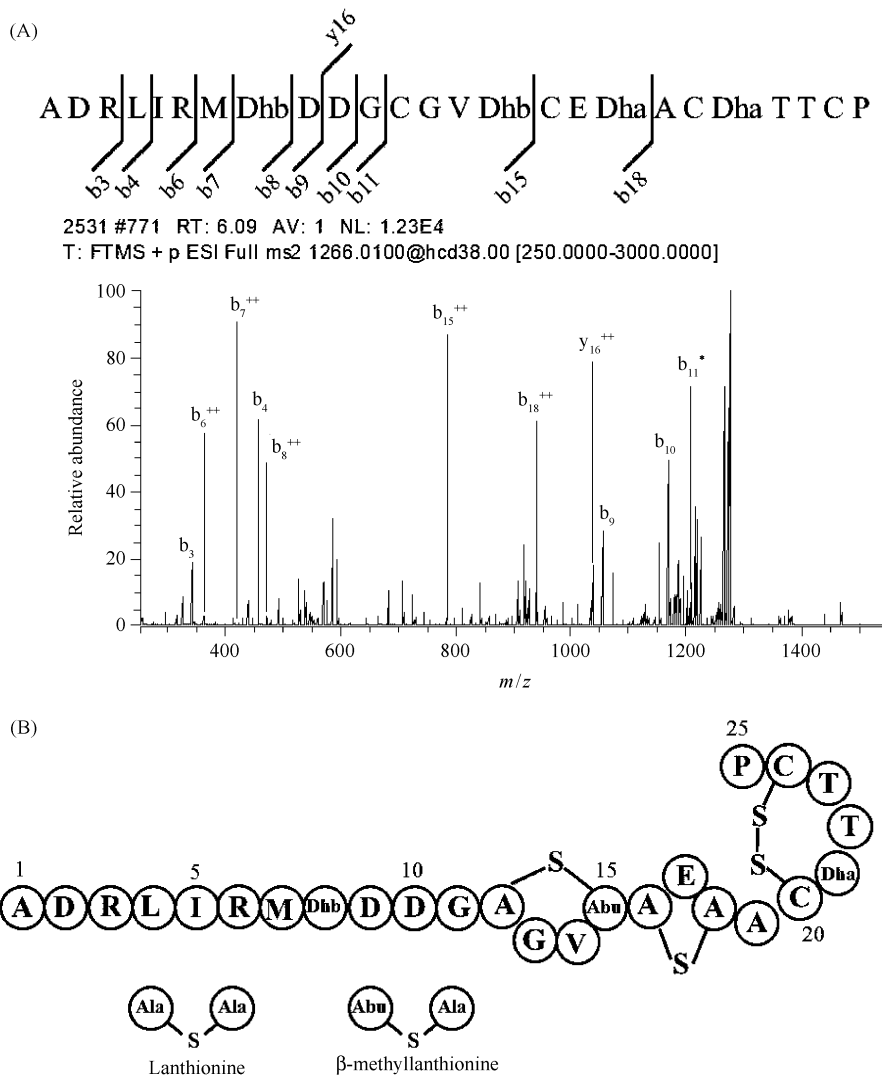 (A)
y16
A D R L I R M Dhb D D G C G V Dhb C E Dha A C Dha T T C P
b3 b4 b6 b7 b8 b9 b10 b11 b15 b18
2531 #771 RT: 6.09 AV: 1 NL: 1.23E4
T: FTMS + p ESI Full ms2 1266.0100@hcd38.00 [250.0000-3000.0000]
Relative abundance
100
80
60
40
20
0
b3
b6++
b7++
b4
b8++
b15++
b18++
y16++
b9
b10
b11*
400 600 800 1000 1200 1400
m/z
(B)
25
P C T T Dha C
S
S
20
1 5 10 15
A D R L I R M Dhb D D G A G V Abu A E A A
S
S
Ala S Ala
Lanthionine
Abu S Ala
β-methyllanthionine